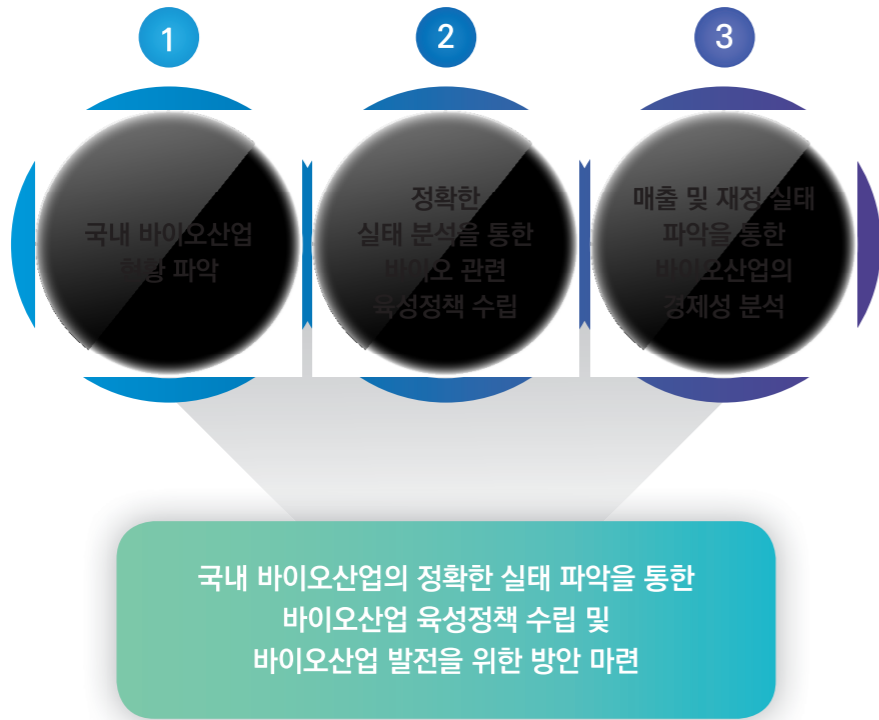 1
2
3
국내 바이오산업
현황 파악
정확한
실태 분석을 통한
바이오 관련
육성정책 수립
매출 및 재정 실태
파악을 통한
바이오산업의
경제성 분석
국내 바이오산업의 정확한 실태 파악을 통한
바이오산업 육성정책 수립 및
바이오산업 발전을 위한 방안 마련